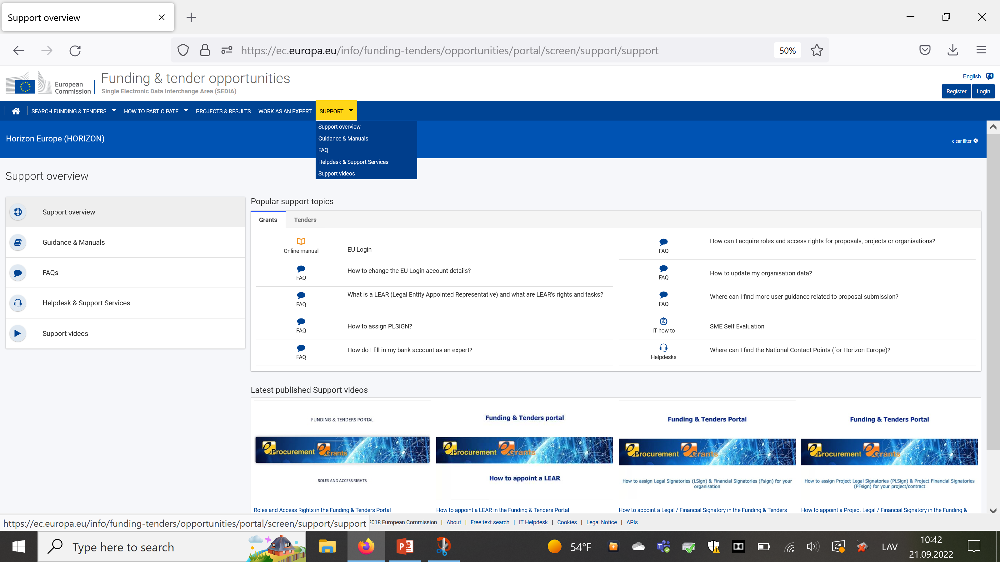 Support overview
https://ec.europa.eu/info/funding-tenders/opportunities/portal/screen/support/support
50%
European
Commission
Funding & tender opportunities
Single Electronic Data Interchange Area (SEDIA)
English EN
Register Login
SEARCH FUNDING & TENDERS HOW TO PARTICIPATE PROJECTS & RESULTS WORK AS AN EXPERT SUPPORT
Support overview
Guidance & Manuals
FAQ
Helpdesk & Support Services
Support videos
Horizon Europe (HORIZON)
clear filter
Support overview
Support overview
Guidance & Manuals
FAQs
Helpdesk & Support Services
Support videos
Popular support topics
Grants Tenders
Online manual EU Login
FAQ How to change the EU Login account details?
FAQ What is a LEAR (Legal Entity Appointed Representative) and what are LEAR's rights and tasks?
FAQ How to assign PLSIGN?
FAQ How do I fill in my bank account as an expert?
FAQ How can I acquire roles and access rights for proposals, projects or organisations?
FAQ How to update my organisation data?
FAQ Where can I find more user guidance related to proposal submission?
it
IT how to SME Self Evaluation
Helpdesks Where can I find the National Contact Points (for Horizon Europe)?
Latest published Support videos
FUNDING & TENDERS PORTAL
eProcurement eGrants
ROLES AND ACCESS RIGHTS
Roles and Access Rights in the Funding & Tenders Portal
Funding & Tenders portal
eProcurement eGrants
How to appoint a LEAR
How to appoint a LEAR in the Funding & Tenders Portal
Funding & Tenders Portal
eProcurement eGrants
How to assign Legal Signatories (LSign) & Financial Signatories (Fsign) for your
organisation
How to appoint a Legal / Financial Signatory in the Funding & Tenders
Funding & Tenders Portal
eProcurement eGrants
How to assign Project Legal Signatories (PLSign) & Project Financial Signatories
(PFsign) for your project/contract
How to appoint a Project Legal / Financial Signatory in the Funding &
https://ec.europa.eu/info/funding-tenders/opportunities/portal/screen/support/support
2018 European Commission | About | Free text search | IT Helpdesk | Cookies | Legal Notice | APIs
Type here to search
54°F
LAV
10:42
21.09.2022